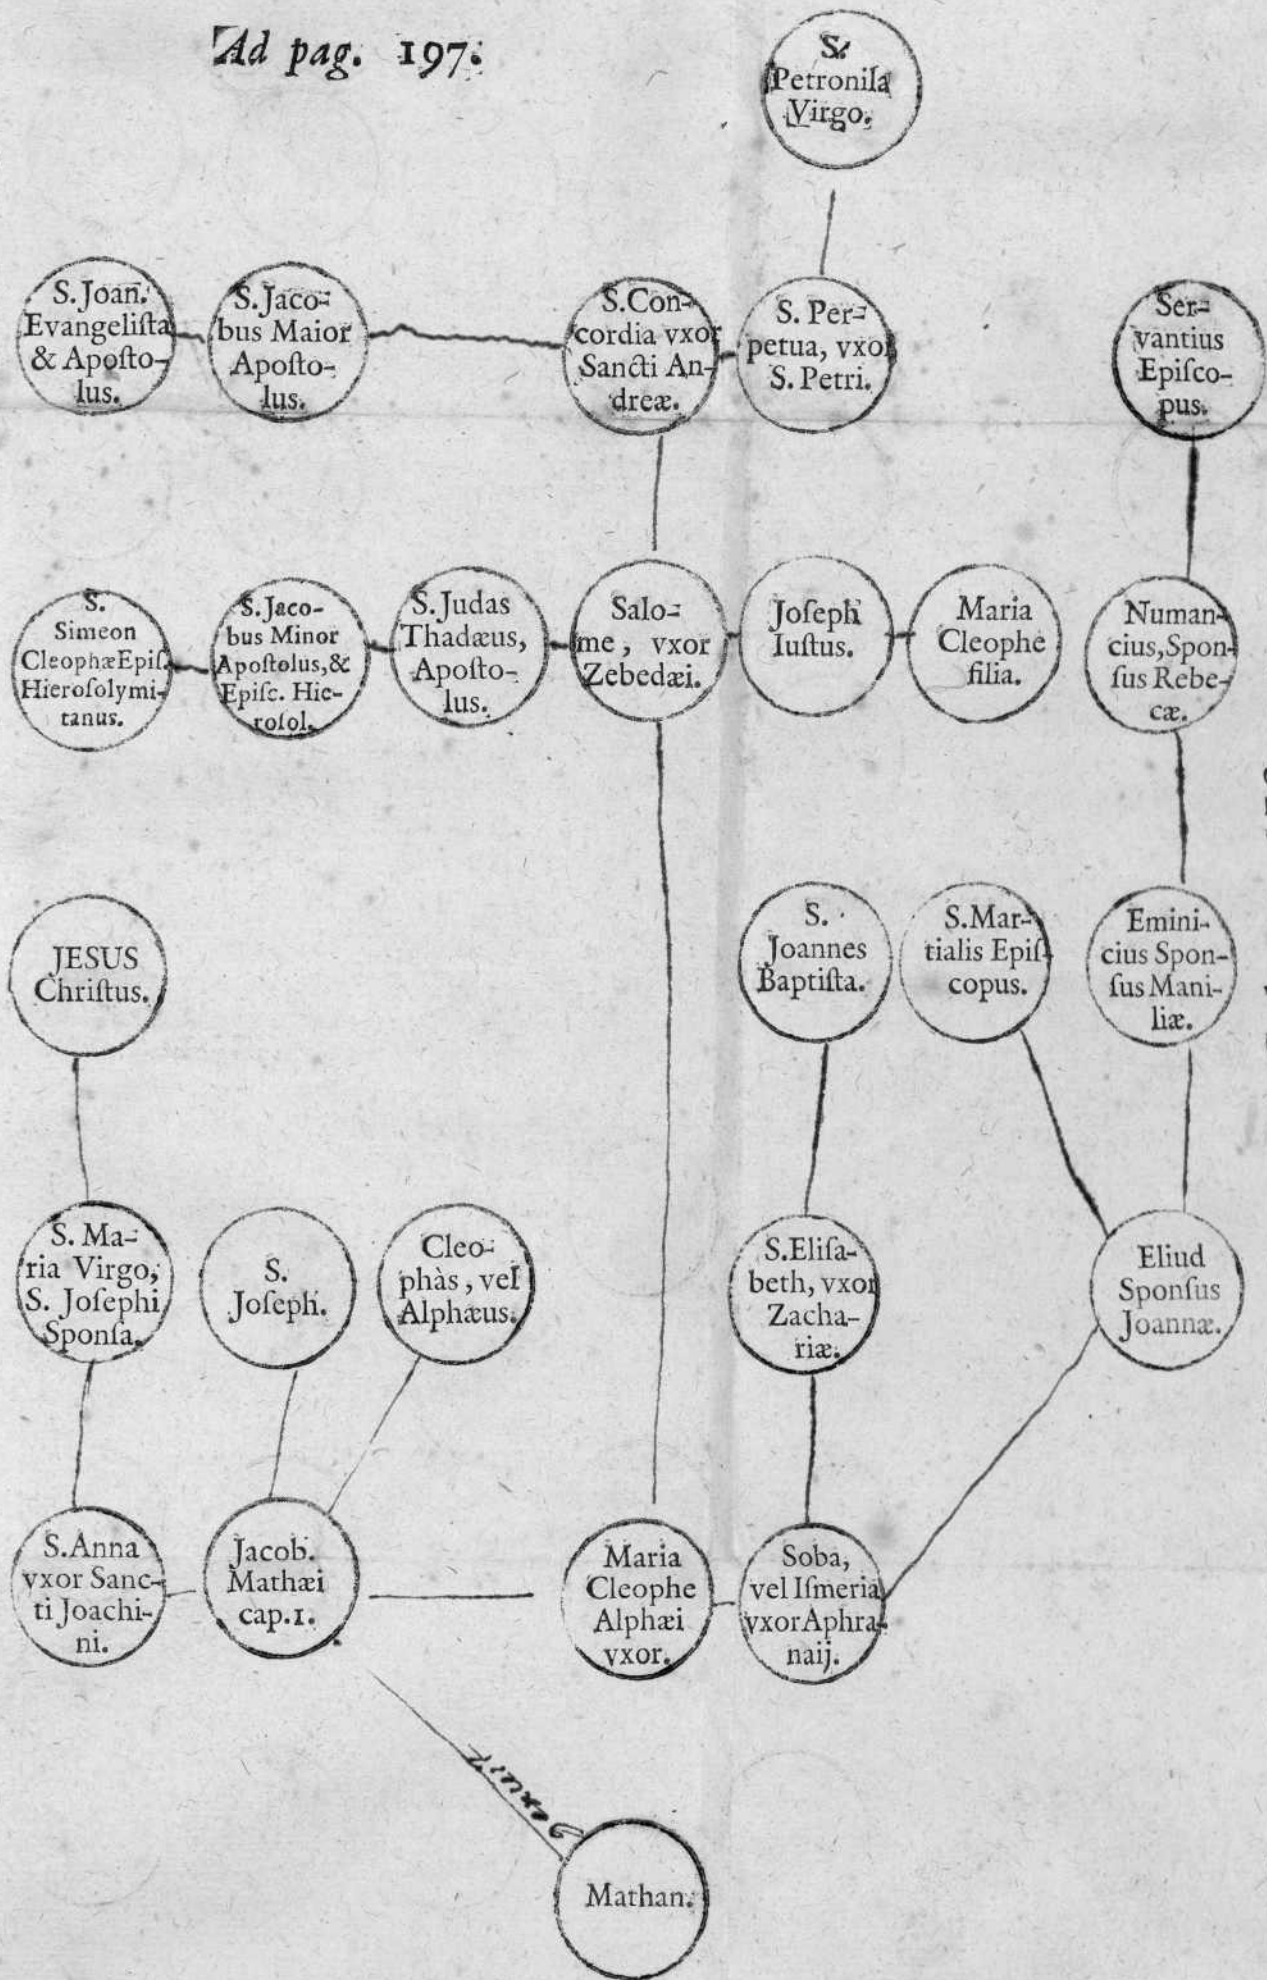 Ad pag. 197.
S.
Petronila
Virgo.
S. Joan.
Evangeliſta
& Apoſto-
lus.
S. Jaco-
bus Maior
Apoſto-
lus.
S. Con-
cordia vxor
Sancti An-
dreæ.
S. Per-
petua, vxor
S. Petri.
Ser-
vantius
Epiſco-
pus.
S.
Simeon
Cleophæ Epiſ.
Hieroſolymi-
tanus.
S. Jaco-
bus Minor
Apoſtolus, &
Epiſc. Hie-
roſol.
S. Judas
Thadæus,
Apoſto-
lus.
Salo-
me, vxor
Zebedæi.
Joſeph
Iuſtus.
Maria
Cleophe
filia.
Numan-
cius, Spon-
ſus Rebe-
cæ.
JESUS
Chriſtus.
S.
Joannes
Baptiſta.
S. Mar-
tialis Epiſ-
copus.
Emini-
cius Spon-
ſus Mani-
liæ.
S. Ma-
ria Virgo,
S. Joſephi
Sponſa.
S.
Joſeph.
Cleo-
phàs, vel
Alphæus.
S. Eliſa-
beth, vxor
Zacha-
riæ.
Eliud
Sponſus
Joannæ.
S. Anna
vxor Sanc-
ti Joachi-
ni.
Jacob.
Mathæi
cap. 1.
Maria
Cleophe
Alphæi
vxor.
Soba,
vel Iſmeria
vxor Aphra-
naij.
genuit
Mathan.